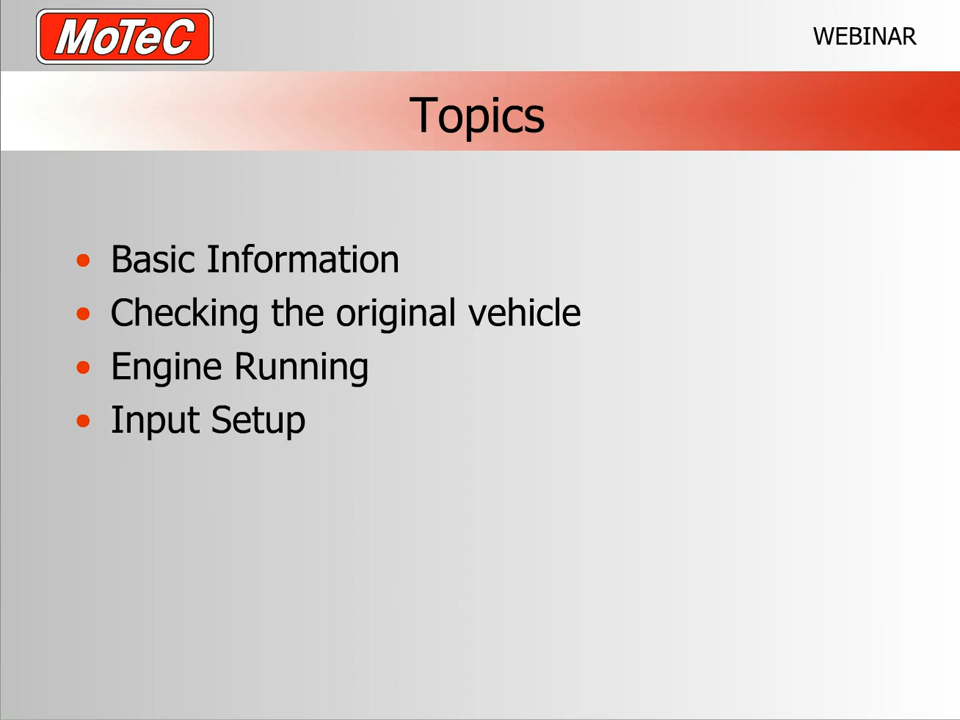 MoTeC
WEBINAR
Topics
• Basic Information
• Checking the original vehicle
• Engine Running
• Input Setup